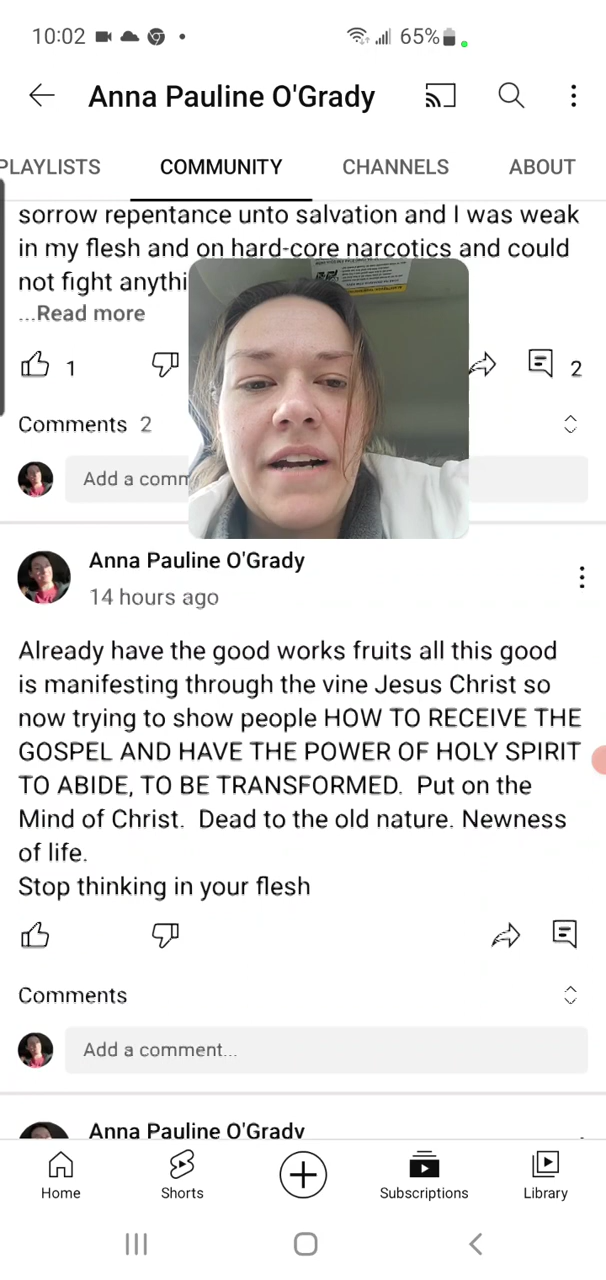 10:02
65%
Anna Pauline O'Grady
PLAYLISTS COMMUNITY CHANNELS ABOUT
sorrow repentance unto salvation and I was weak
in my flesh and on hard-core narcotics and could
not fight anythi
...Read more
1 2
Comments 2
Add a comm
Anna Pauline O'Grady
14 hours ago
Already have the good works fruits all this good
is manifesting through the vine Jesus Christ so
now trying to show people HOW TO RECEIVE THE
GOSPEL AND HAVE THE POWER OF HOLY SPIRIT
TO ABIDE, TO BE TRANSFORMED.  Put on the
Mind of Christ.  Dead to the old nature. Newness
of life.
Stop thinking in your flesh
Comments
Add a comment...
Anna Pauline O'Grady
Home Shorts Subscriptions Library